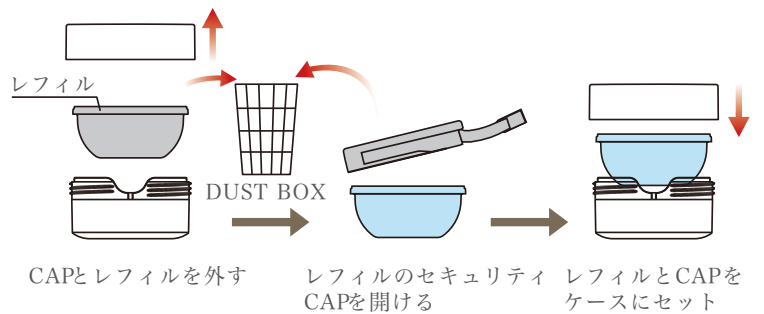 レフィル
DUST BOX
CAPとレフィルを外す
レフィルのセキュリティ
CAPを開ける
レフィルとCAPを
ケースにセット